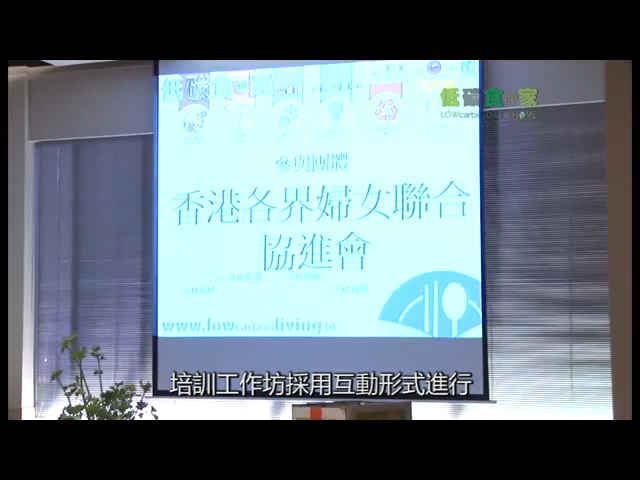 低碳食@家
低碳食@家
參與團體
香港各界婦女聯合
協進會
www.lowcarbonliving.hk
培訓工作坊採用互動形式進行